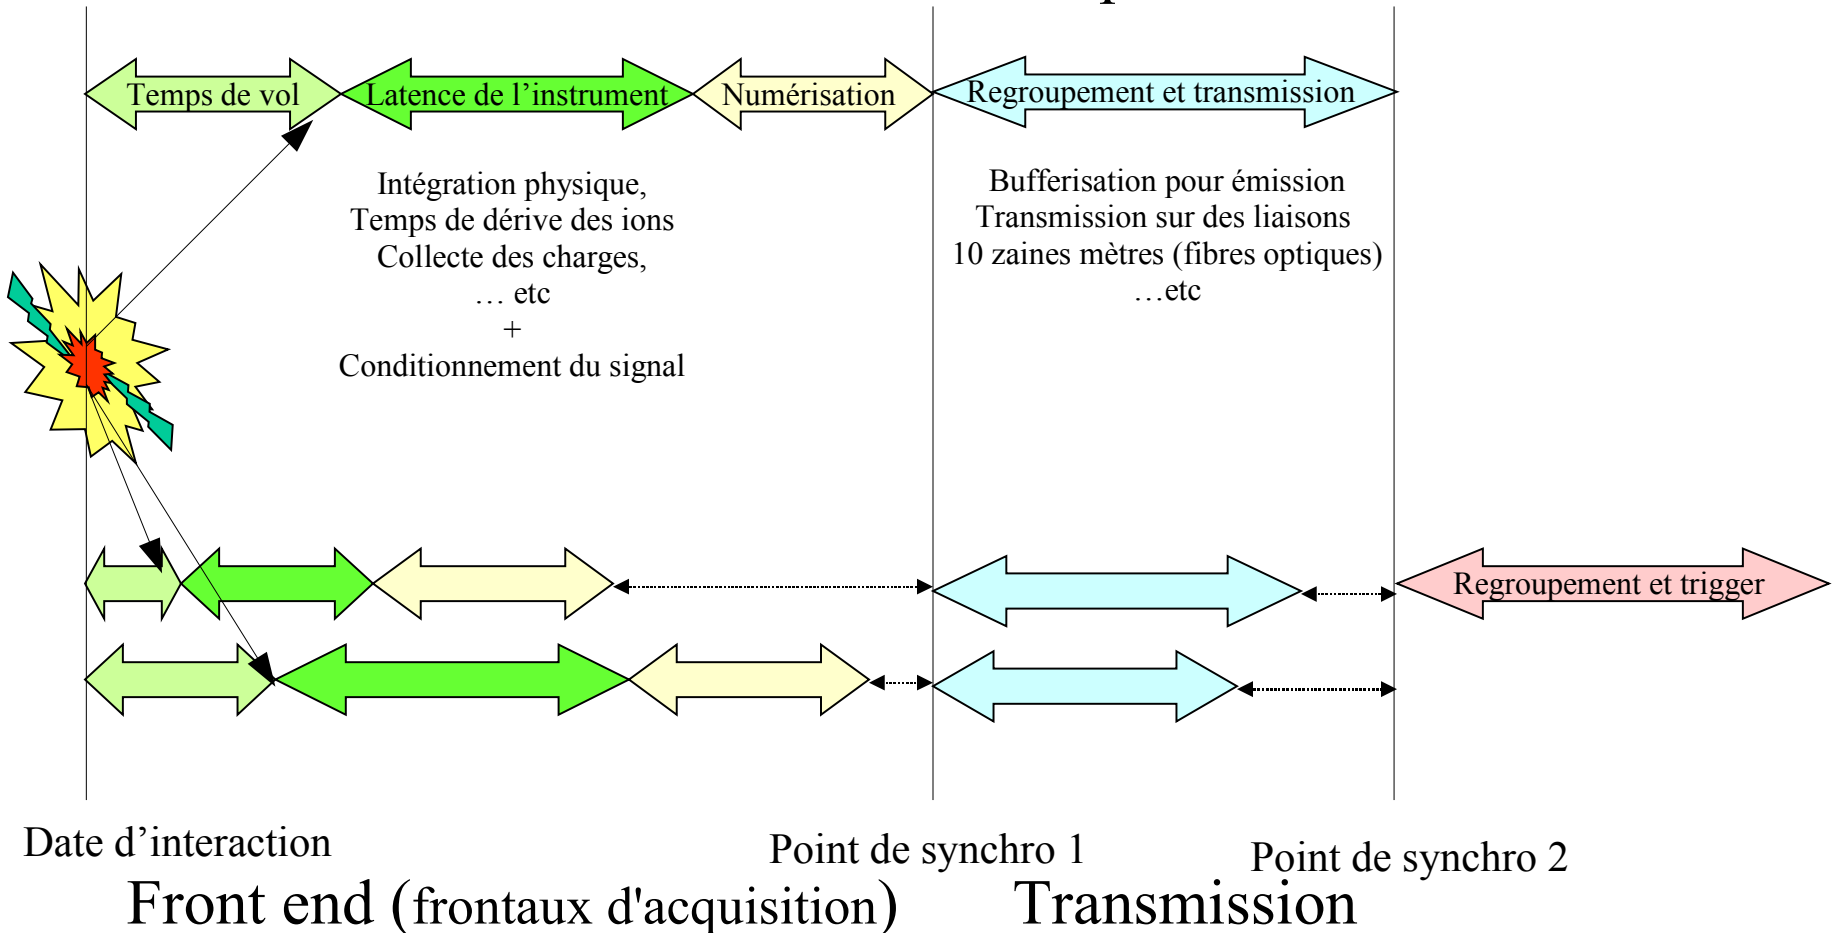 Temps de vol
Latence de l’instrument
Numérisation
Regroupement et transmission
Intégration physique,
Temps de dérive des ions
Collecte des charges,
… etc
+
Conditionnement du signal
Bufferisation pour émission
Transmission sur des liaisons
10 zaines mètres (fibres optiques)
…etc
Regroupement et trigger
Date d’interaction
Point de synchro 1
Point de synchro 2
Front end (frontaux d'acquisition)
Transmission